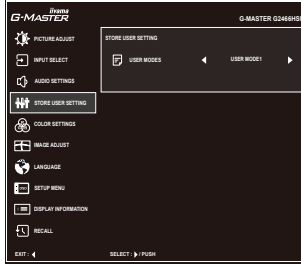 iiyama
G-MASTER
G-MASTER G2466HS
PICTURE ADJUST
STORE USER SETTING
INPUT SELECT
USER MODES
USER MODE1
AUDIO SETTINGS
STORE USER SETTING
COLOR SETTINGS
IMAGE ADJUST
LANGUAGE
SETUP MENU
DISPLAY INFORMATION
RECALL
EXIT :
SELECT : / PUSH